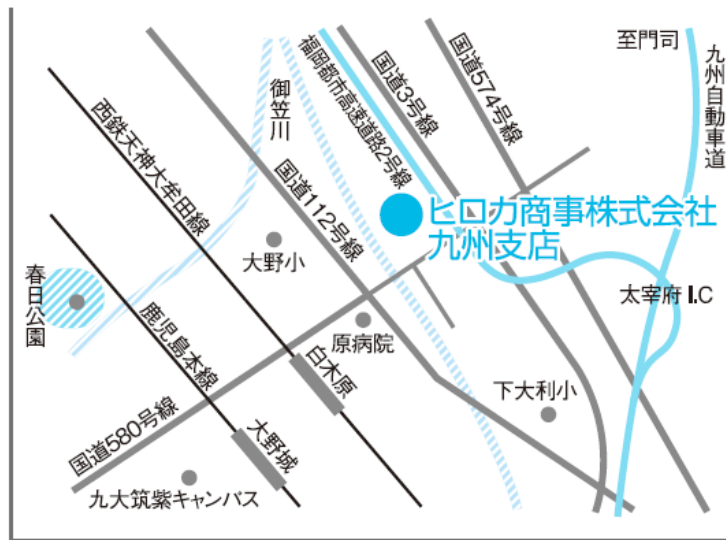 至門司
九州自動車道
国道574号線
国道3号線
福岡都市高速道路2号線
御笠川
西鉄天神大牟田線
国道112号線
ヒロカ商事株式会社
九州支店
大野小
春日公園
太宰府 I.C
鹿児島本線
原病院
白木原
下大利小
国道580号線
大野城
九大筑紫キャンパス